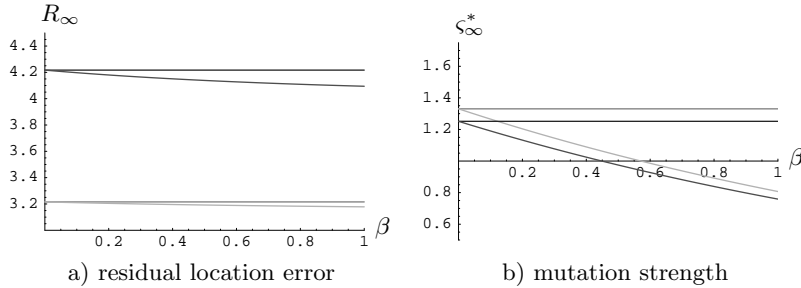 R∞
4.4
4.2
4
3.8
3.6
3.4
3.2
0.2 0.4 0.6 0.8 1 β
a) residual location error
ς*∞
1.6
1.4
1.2
0.8
0.6
0.2 0.4 0.6 0.8 1 β
b) mutation strength